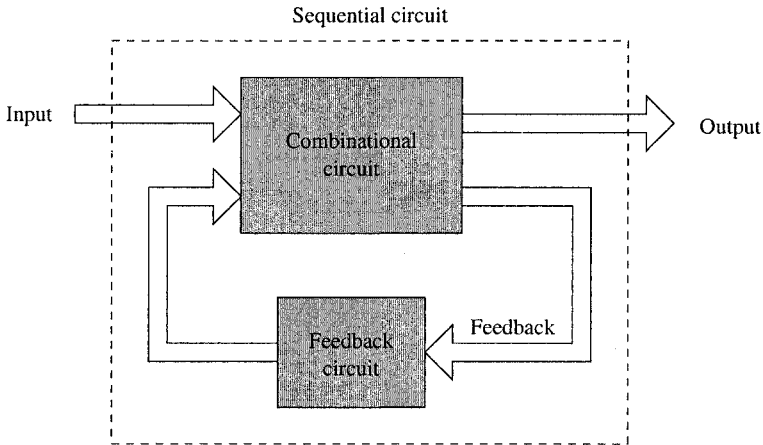 Sequential circuit
Input
Combinational
circuit
Output
Feedback
Feedback
circuit